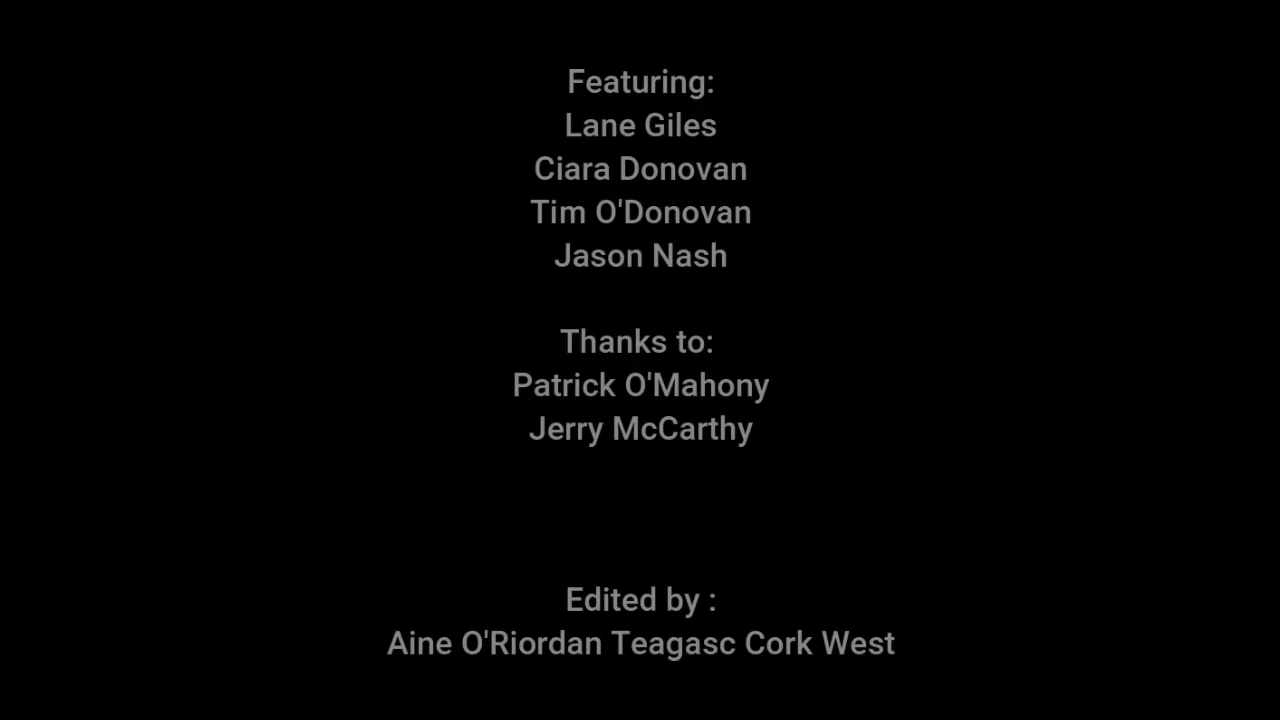 Featuring:
Lane Giles
Ciara Donovan
Tim O'Donovan
Jason Nash
Thanks to:
Patrick O'Mahony
Jerry McCarthy
Edited by :
Aine O'Riordan Teagasc Cork West